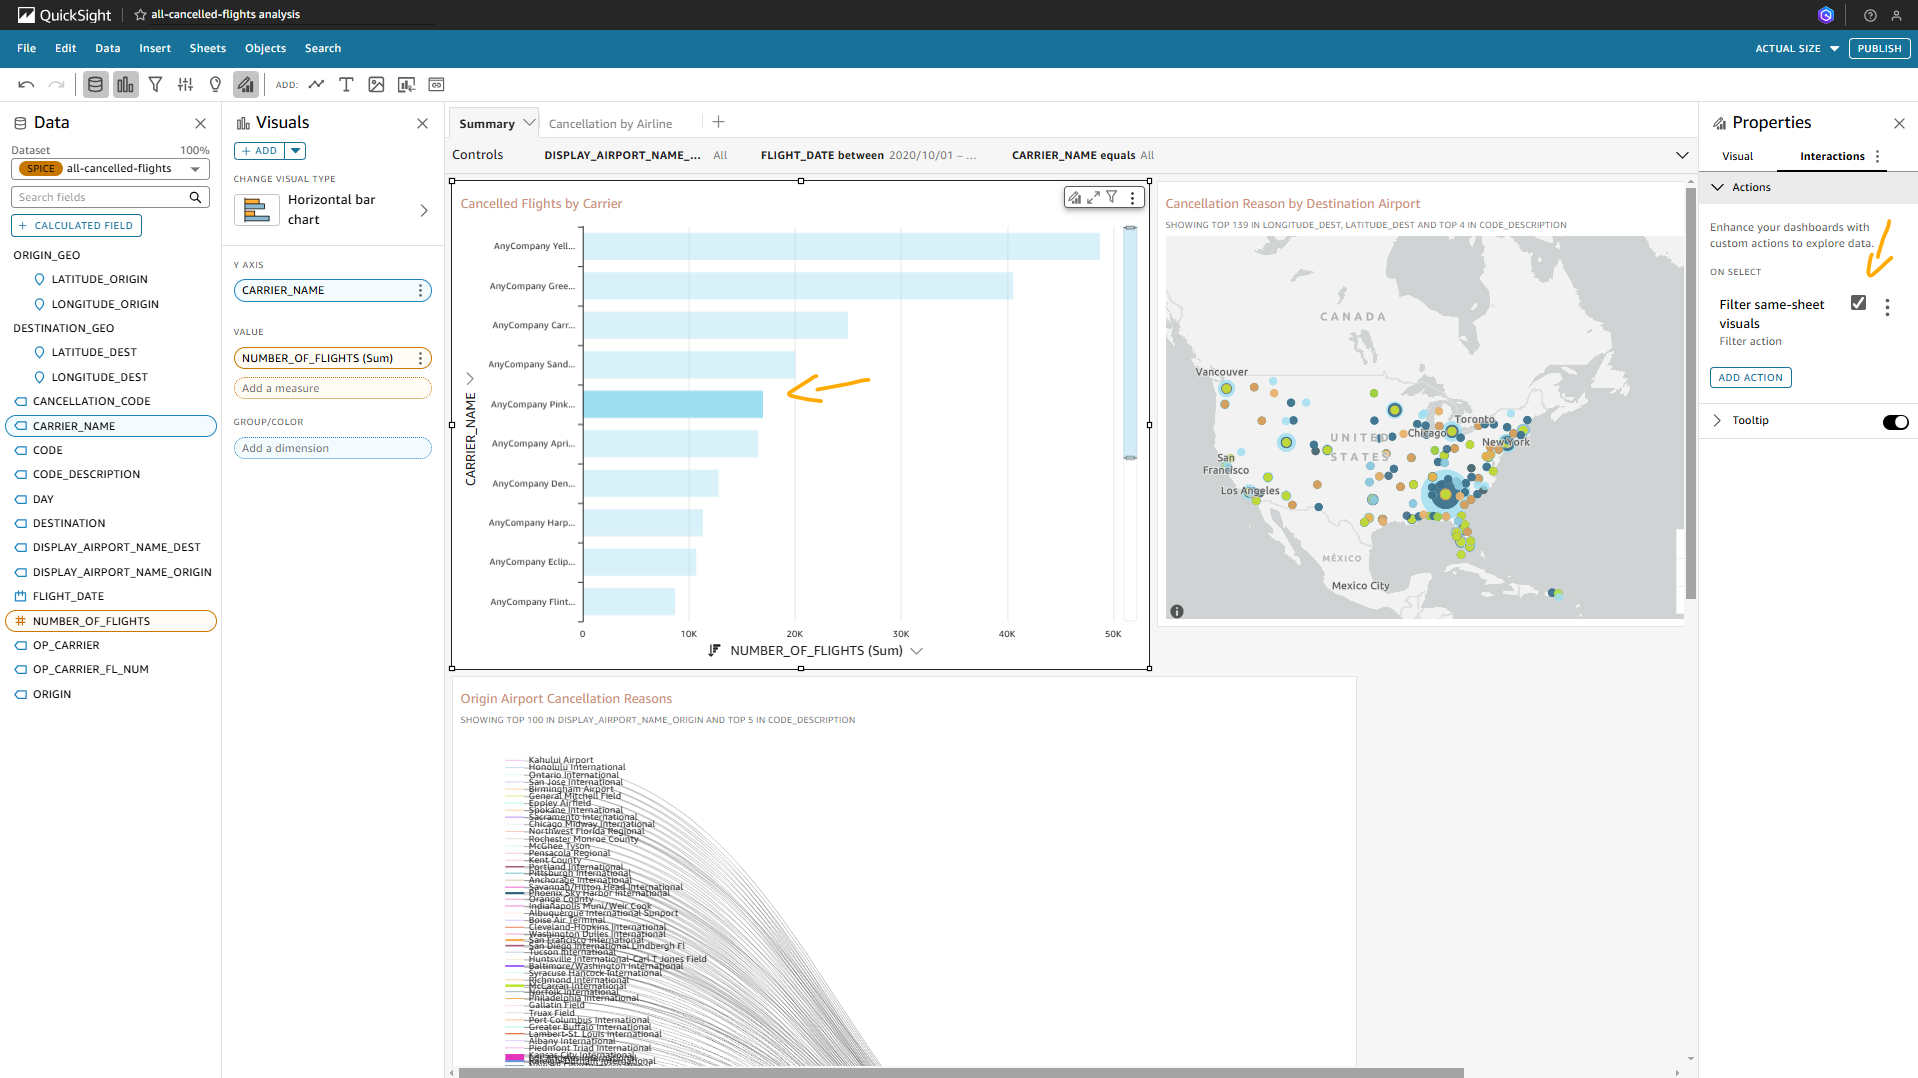 QuickSight
all-cancelled-flights analysis
File
Edit
Data
Insert
Sheets
Objects
Search
ACTUAL SIZE
PUBLISH
ADD:
Data
Dataset
100%
SPICE
all-cancelled-flights
Search fields
CALCULATED FIELD
ORIGIN_GEO
LATITUDE_ORIGIN
LONGITUDE_ORIGIN
DESTINATION_GEO
LATITUDE_DEST
LONGITUDE_DEST
CANCELLATION_CODE
CARRIER_NAME
CODE
CODE_DESCRIPTION
DAY
DESTINATION
DISPLAY_AIRPORT_NAME_DEST
DISPLAY_AIRPORT_NAME_ORIGIN
FLIGHT_DATE
NUMBER_OF_FLIGHTS
OP_CARRIER
OP_CARRIER_FL_NUM
ORIGIN
Visuals
ADD
CHANGE VISUAL TYPE
Horizontal bar
chart
Y AXIS
CARRIER_NAME
VALUE
NUMBER_OF_FLIGHTS (Sum)
Add a measure
GROUP/COLOR
Add a dimension
Summary
Cancellation by Airline
Controls
DISPLAY_AIRPORT_NAME_...
All
FLIGHT_DATE between
2020/10/01 – ...
CARRIER_NAME equals
All
Cancelled Flights by Carrier
CARRIER_NAME
AnyCompany Yell...
AnyCompany Gree...
AnyCompany Carr...
AnyCompany Sand...
AnyCompany Pink...
AnyCompany Apri...
AnyCompany Den...
AnyCompany Harp...
AnyCompany Eclip...
AnyCompany Flint...
0
10K
20K
30K
40K
50K
NUMBER_OF_FLIGHTS (Sum)
Cancellation Reason by Destination Airport
SHOWING TOP 139 IN LONGITUDE_DEST, LATITUDE_DEST AND TOP 4 IN CODE_DESCRIPTION
CANADA
Vancouver
Toronto
Chicago
New York
UNITED
STATES
San
Francisco
Los Angeles
MÉXICO
Mexico City
Origin Airport Cancellation Reasons
SHOWING TOP 100 IN DISPLAY_AIRPORT_NAME_ORIGIN AND TOP 5 IN CODE_DESCRIPTION
Kahului Airport
Honolulu International
Ontario International
San Jose International
Birmingham Airport
General Mitchell Field
Eppley Airfield
Spokane International
Sacramento International
Chicago Midway International
Northwest Florida Regional
Rochester Monroe County
McGhee Tyson
Pensacola Regional
Kent County
Portland International
Pittsburgh International
Anchorage International
Savannah/Hilton Head International
Phoenix Sky Harbor International
Orange County
Indianapolis Muni/Weir Cook
Albuquerque International Sunport
Boise Air Terminal
Cleveland-Hopkins International
Washington Dulles International
San Francisco International
San Diego International Lindbergh Fl
Tucson International
Huntsville International-Carl T Jones Field
Baltimore/Washington International
Syracuse Hancock International
Richmond International
McCarran International
Norfolk International
Philadelphia International
Gallatin Field
Truax Field
Port Columbus International
Greater Buffalo International
Lambert-St. Louis International
Albany International
Piedmont Triad International
Kansas City International
Properties
Visual
Interactions
Actions
Enhance your dashboards with
custom actions to explore data.
ON SELECT
Filter same-sheet
visuals
Filter action
ADD ACTION
Tooltip